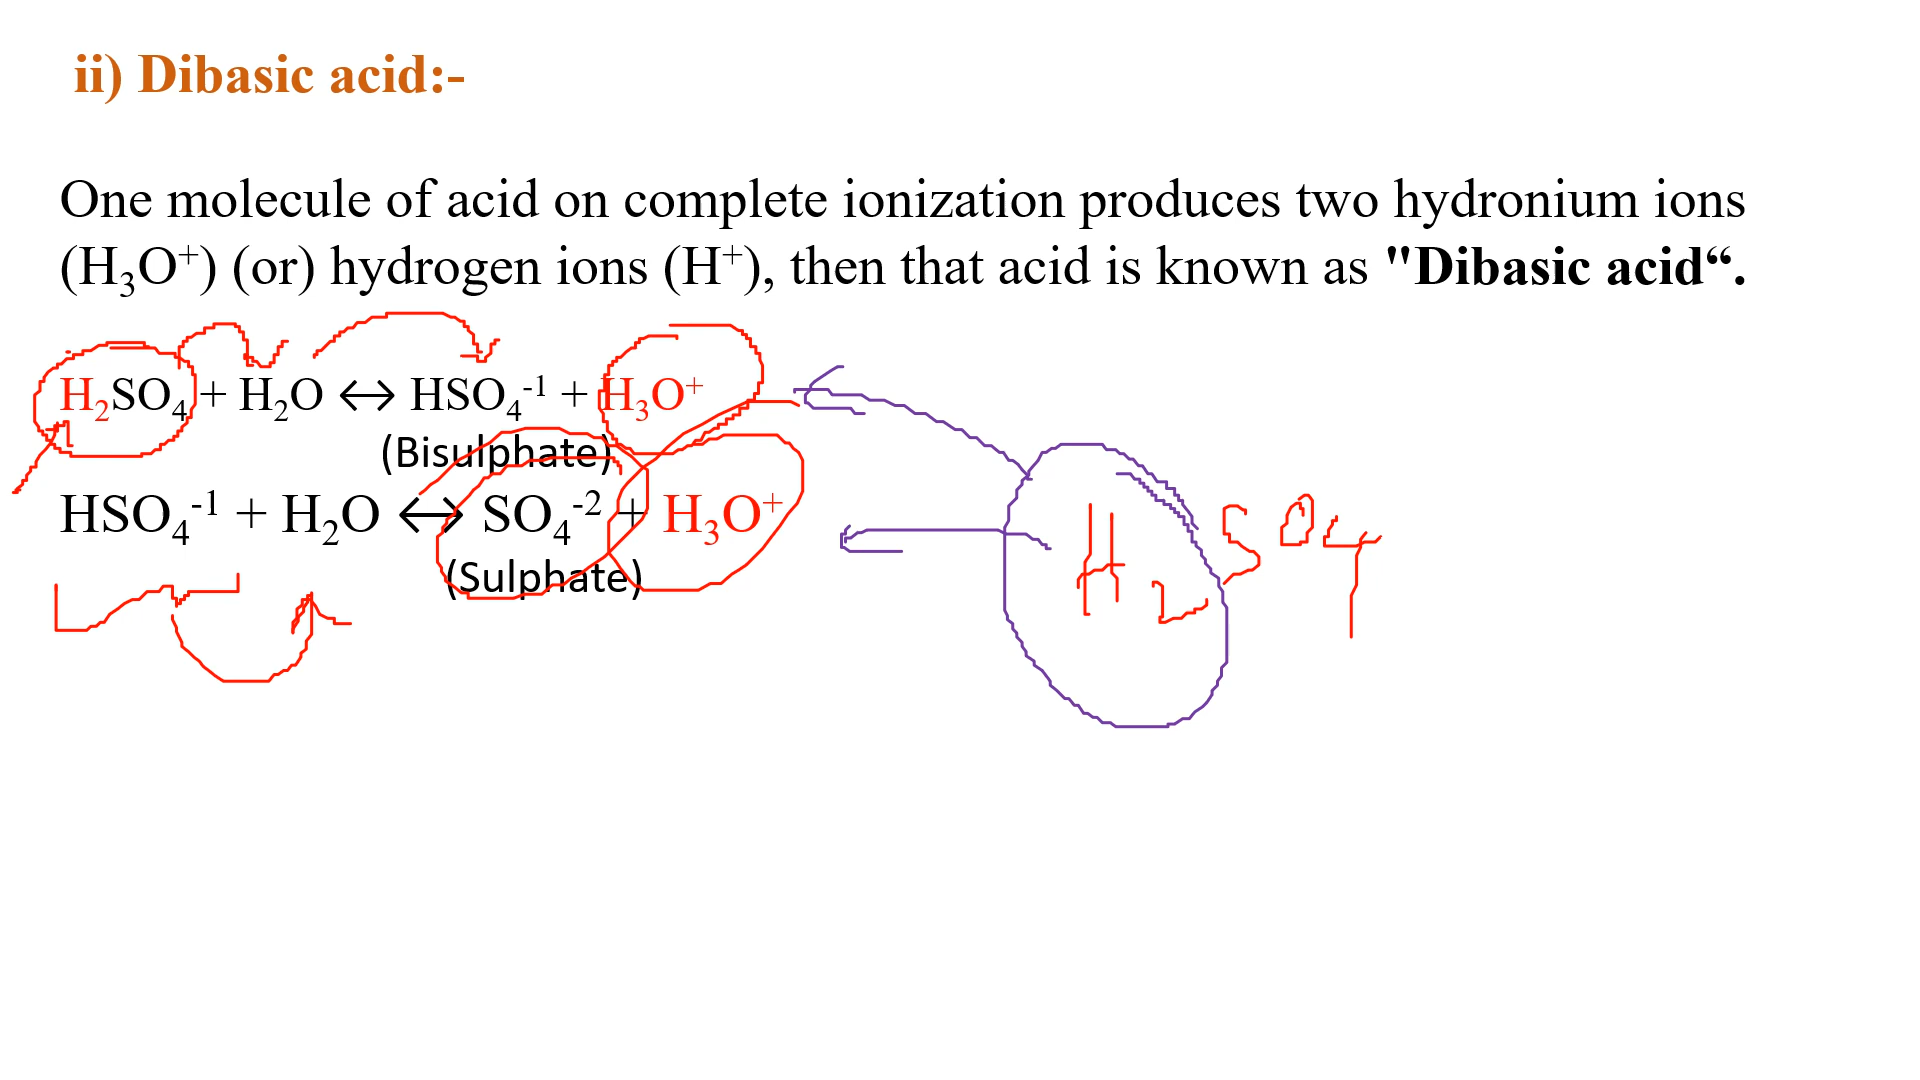 ii) Dibasic acid:-
One molecule of acid on complete ionization produces two hydronium ions
(H₃O⁺) (or) hydrogen ions (H⁺), then that acid is known as "Dibasic acid“.
H₂SO₄ + H₂O ↔ HSO₄⁻¹ + H₃O⁺
(Bisulphate)
HSO₄⁻¹ + H₂O ↔ SO₄⁻² + H₃O⁺
(Sulphate)
H₂SO₄